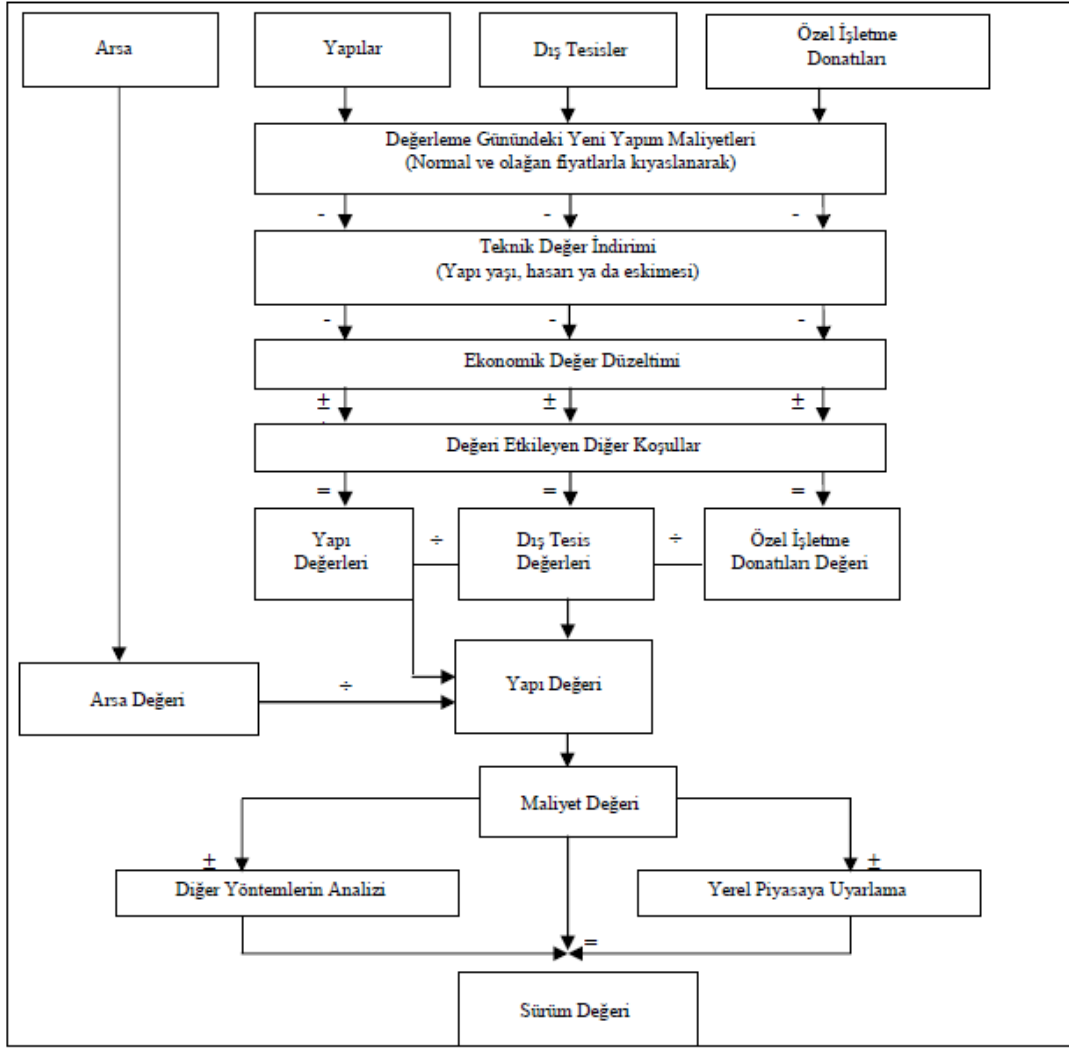 Arsa
Yapılar
Dış Tesisler
Özel İşletme
Donatıları
Değerleme Günündeki Yeni Yapım Maliyetleri
(Normal ve olağan fiyatlarla kıyaslanarak)
- - -
Teknik Değer İndirimi
(Yapı yaşı, hasarı ya da eskimesi)
- - -
Ekonomik Değer Düzeltimi
± ± ±
Değeri Etkileyen Diğer Koşullar
= = =
Yapı
Değerleri
÷
Dış Tesis
Değerleri
÷
Özel İşletme
Donatıları Değeri
Arsa Değeri
÷
Yapı Değeri
Maliyet Değeri
± ±
Diğer Yöntemlerin Analizi
Yerel Piyasaya Uyarlama
=
Sürüm Değeri